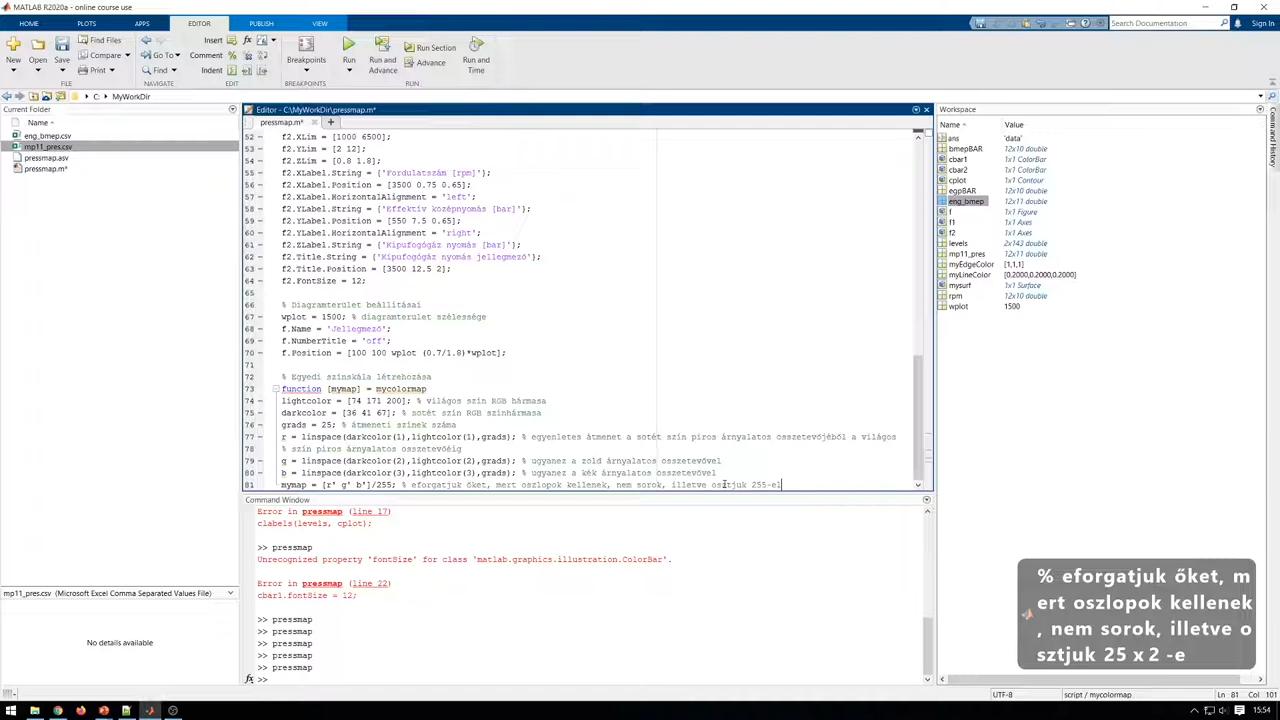 MATLAB R2020a - online course use
HOME PLOTS APPS EDITOR PUBLISH VIEW
Search Documentation
Sign In
New Open Save Find Files Compare Print
Go To Find
Insert Comment Indent
Breakpoints
Run Run and Advance Run Section Advance Run and Time
FILE NAVIGATE EDIT BREAKPOINTS RUN
C: MyWorkDir
Current Folder
Name
eng_bmep.csv
mp11_pres.csv
pressmap.asv
pressmap.m*
mp11_pres.csv (Microsoft Excel Comma Separated Values File)
No details available
Editor - C:\MyWorkDir\pressmap.m*
pressmap.m*
52 f2.XLim = [1000 6500];
53 f2.YLim = [2 12];
54 f2.ZLim = [0.8 1.8];
55 f2.XLabel.String = {'Fordulatszám [rpm]'};
56 f2.XLabel.Position = [3500 0.75 0.65];
57 f2.XLabel.HorizontalAlignment = 'left';
58 f2.YLabel.String = {'Effektív középnyomás [bar]'};
59 f2.YLabel.Position = [550 7.5 0.65];
60 f2.YLabel.HorizontalAlignment = 'right';
61 f2.ZLabel.String = {'Kipufogógáz nyomás [bar]'};
62 f2.Title.String = {'Kipufogógáz nyomás jellegmező'};
63 f2.Title.Position = [3500 12.5 2];
64 f2.FontSize = 12;
65
66 % Diagramterület beállításai
67 wplot = 1500; % diagramterület szélessége
68 f.Name = 'Jellegmező';
69 f.NumberTitle = 'off';
70 f.Position = [100 100 wplot (0.7/1.8)*wplot];
71
72 % Egyedi színskála létrehozása
73 function [mymap] = mycolormap
74 lightcolor = [74 171 200]; % világos szín RGB hármasa
75 darkcolor = [36 41 67]; % sötét szín RGB színhármasa
76 grads = 25; % átmeneti színek száma
77 r = linspace(darkcolor(1),lightcolor(1),grads); % egyenletes átmenet a sötét szín piros árnyalatos összetevőjéből a világos
78 % szín piros árnyalatos összetevőéig
79 g = linspace(darkcolor(2),lightcolor(2),grads); % ugyanez a zöld árnyalatos összetevővel
80 b = linspace(darkcolor(3),lightcolor(3),grads); % ugyanez a kék árnyalatos összetevővel
81 mymap = [r' g' b']/255; % eforgatjuk őket, mert oszlopok kellenek, nem sorok, illetve osztjuk 255-el
Command Window
Error in pressmap (line 17)
clabels(levels, cplot);
>> pressmap
Unrecognized property 'fontSize' for class 'matlab.graphics.illustration.ColorBar'.
Error in pressmap (line 22)
cbar1.fontSize = 12;
>> pressmap
>> pressmap
>> pressmap
>> pressmap
>> pressmap
fx >>
Workspace
Name Value
ans 'data'
bmepBAR 12x10 double
cbar1 1x1 ColorBar
cbar2 1x1 ColorBar
cplot 1x1 Contour
egpBAR 12x10 double
eng_bmep 12x11 double
f 1x1 Figure
f1 1x1 Axes
f2 1x1 Axes
levels 2x143 double
mp11_pres 12x11 double
myEdgeColor [1,1,1]
myLineColor [0.2000,0.2000,0.2000]
mysurf 1x1 Surface
rpm 12x10 double
wplot 1500
Command History
% eforgatjuk őket, m
ert oszlopok kellenek
, nem sorok, illetve o
sztjuk 25 x 2 -e
UTF-8 script / mycolormap Ln 81 Col 101
15:54